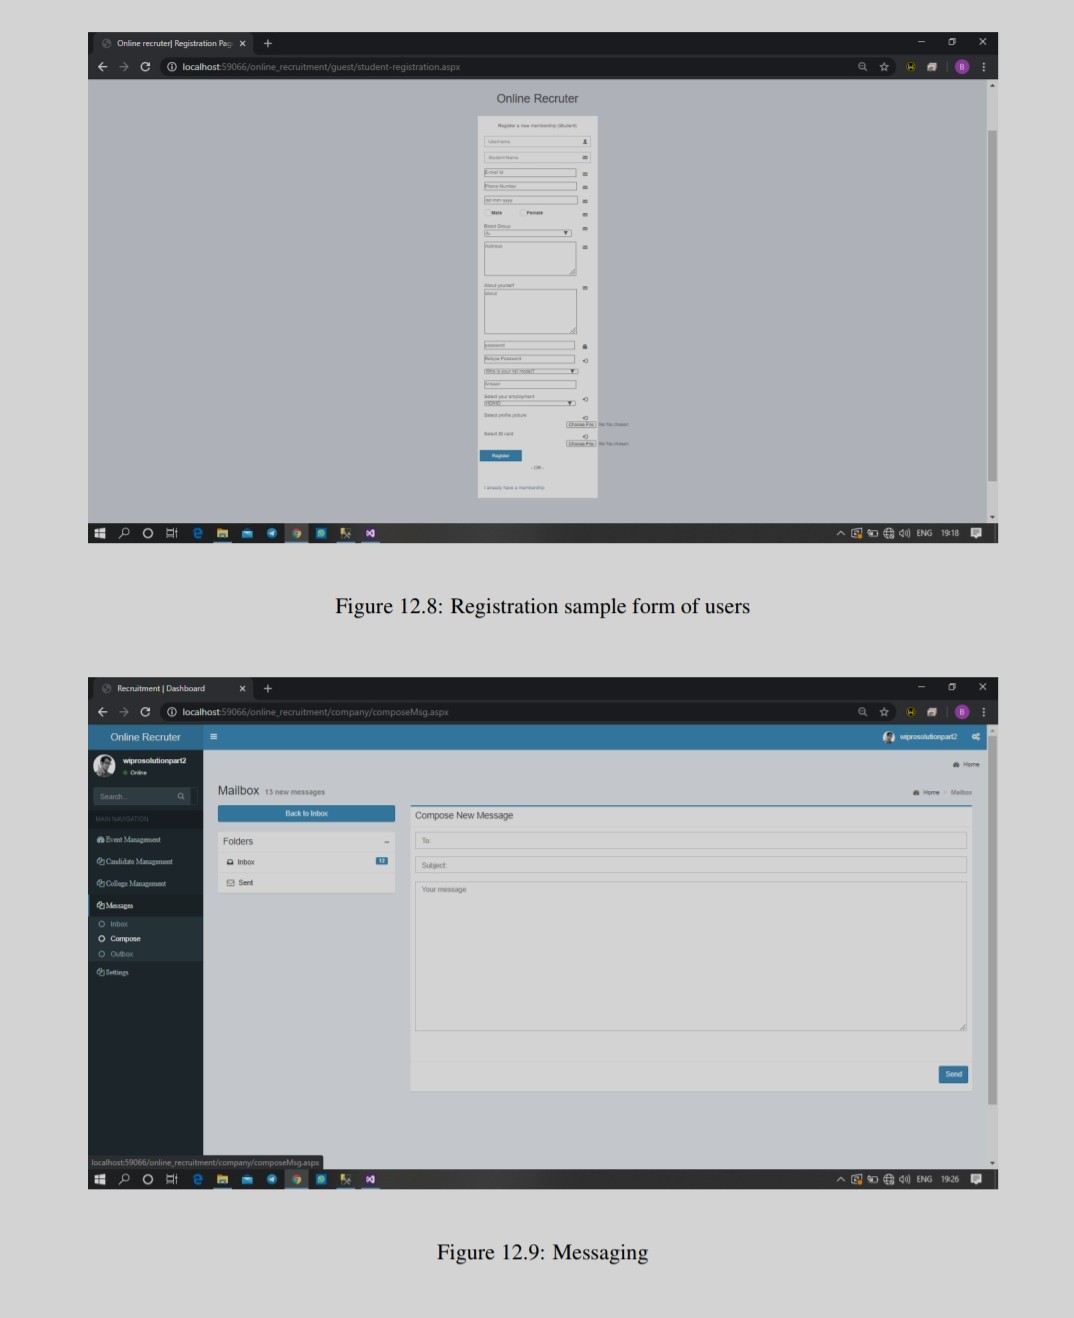 Online recruter| Registration Pag
localhost:59066/online_recruitment/guest/student-registration.aspx
Online Recruter
Register a new membership (Student)
Username
Student Name
E-mail Id
Phone Number
dd-mm-yyyy
Male Female
Blood Group
Address
About yourself
about
password
Retype Password
Who is your rol model?
Answer
Select your employment
Select profile picture
Choose File No file chosen
Select ID card
Choose File No file chosen
Register
- OR -
I already have a membership
ENG 19:18
Figure 12.8: Registration sample form of users
Recruitment | Dashboard
localhost:59066/online_recruitment/company/composeMsg.aspx
Online Recruter
wiprosolutionpart2
wiprosolutionpart2
Online
Home
Search...
Mailbox 13 new messages
Home > Mailbox
MAIN NAVIGATION
Back to Inbox
Compose New Message
Event Management
Folders
To:
Candidate Management
Inbox 12
Subject:
College Management
Sent
Your message
Messages
Inbox
Compose
Outbox
Settings
Send
localhost:59066/online_recruitment/company/composeMsg.aspx
ENG 19:26
Figure 12.9: Messaging